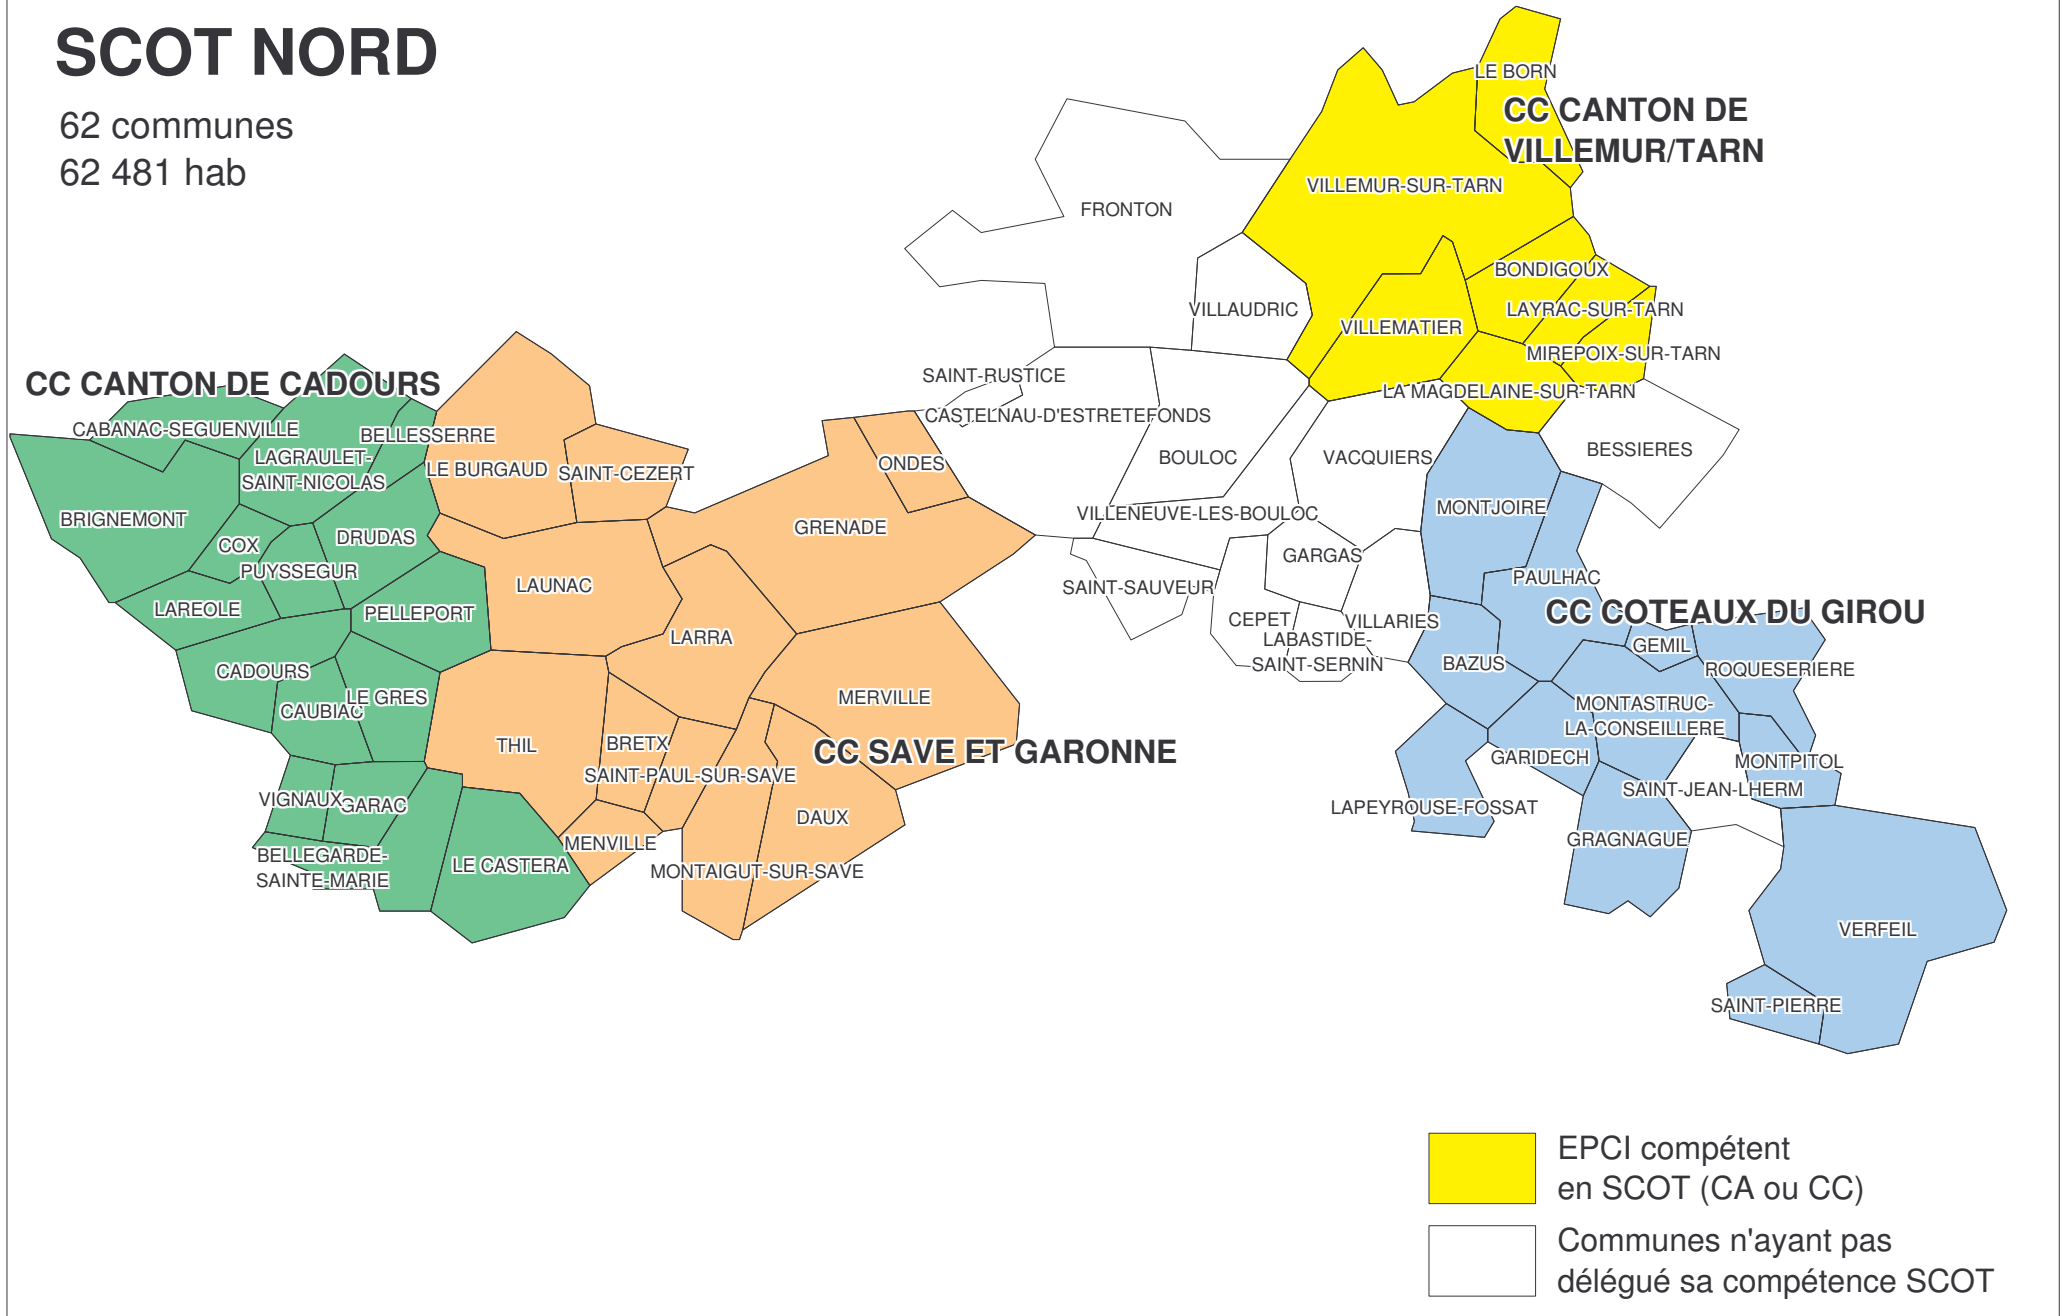 SCOT NORD
62 communes
62 481 hab
LE BORN
CC CANTON DE
VILLEMUR/TARN
VILLEMUR-SUR-TARN
FRONTON
BONDIGOUX
VILLAUDRIC
LAYRAC-SUR-TARN
VILLEMATIER
MIREPOIX-SUR-TARN
SAINT-RUSTICE
LA MAGDELAINE-SUR-TARN
CC CANTON DE CADOURS
CASTELNAU-D'ESTRETEFONDS
CABANAC-SEGUENVILLE
BELLESSERRE
BESSIERES
LAGRAULET-
SAINT-NICOLAS
LE BURGAUD
SAINT-CEZERT
ONDES
BOULOC
VACQUIERS
MONTJOIRE
BRIGNEMONT
VILLENEUVE-LES-BOULOC
GRENADE
DRUDAS
COX
GARGAS
PUYSSEGUR
PAULHAC
LAUNAC
SAINT-SAUVEUR
LAREOLE
PELLEPORT
CC COTEAUX DU GIROU
CEPET
VILLARIES
LARRA
LABASTIDE-
SAINT-SERNIN
GEMIL
BAZUS
ROQUESERIERE
CADOURS
LE GRES
CAUBIAC
MERVILLE
MONTASTRUC-
LA-CONSEILLERE
THIL
BRETX
CC SAVE ET GARONNE
GARIDECH
MONTPITOL
SAINT-PAUL-SUR-SAVE
SAINT-JEAN-LHERM
VIGNAUX
GARAC
LAPEYROUSE-FOSSAT
DAUX
GRAGNAGUE
MENVILLE
BELLEGARDE-
SAINTE-MARIE
LE CASTERA
MONTAIGUT-SUR-SAVE
VERFEIL
SAINT-PIERRE
EPCI compétent
en SCOT (CA ou CC)
Communes n'ayant pas
délégué sa compétence SCOT